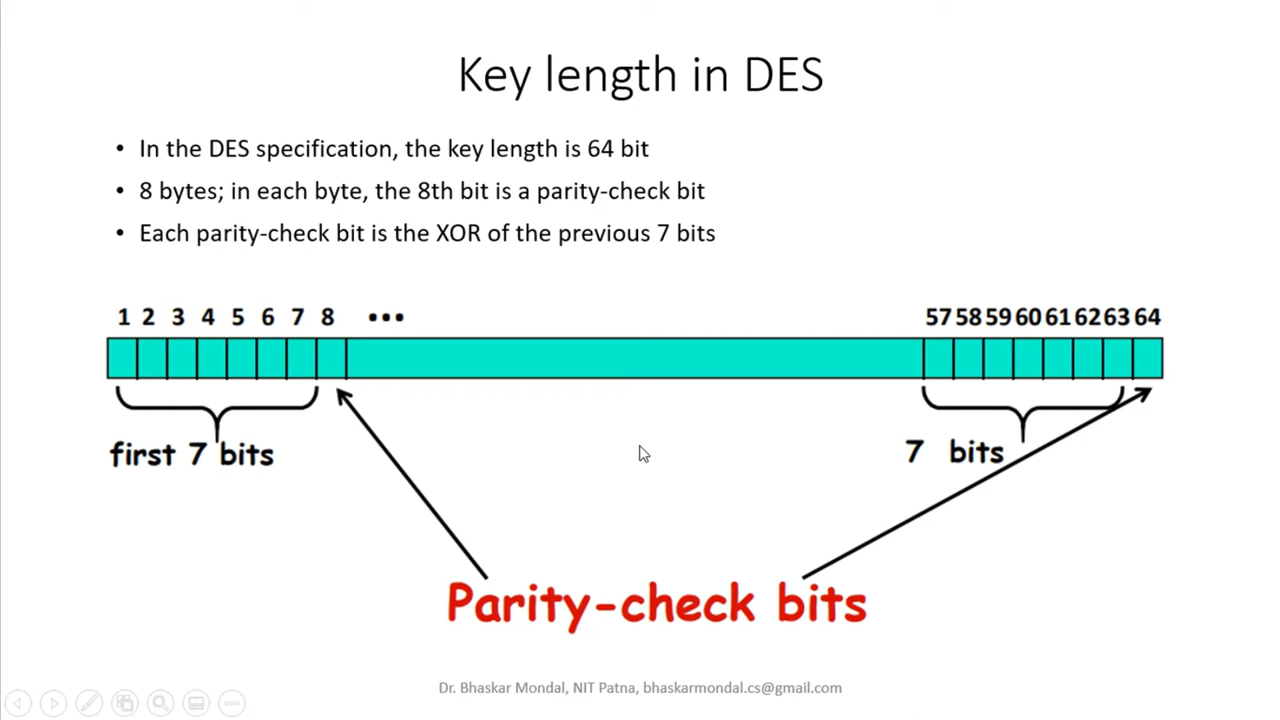 Key length in DES
• In the DES specification, the key length is 64 bit
• 8 bytes; in each byte, the 8th bit is a parity-check bit
• Each parity-check bit is the XOR of the previous 7 bits
1 2 3 4 5 6 7 8 ••• 57 58 59 60 61 62 63 64
first 7 bits 7 bits
Parity-check bits
Dr. Bhaskar Mondal, NIT Patna, bhaskarmondal.cs@gmail.com